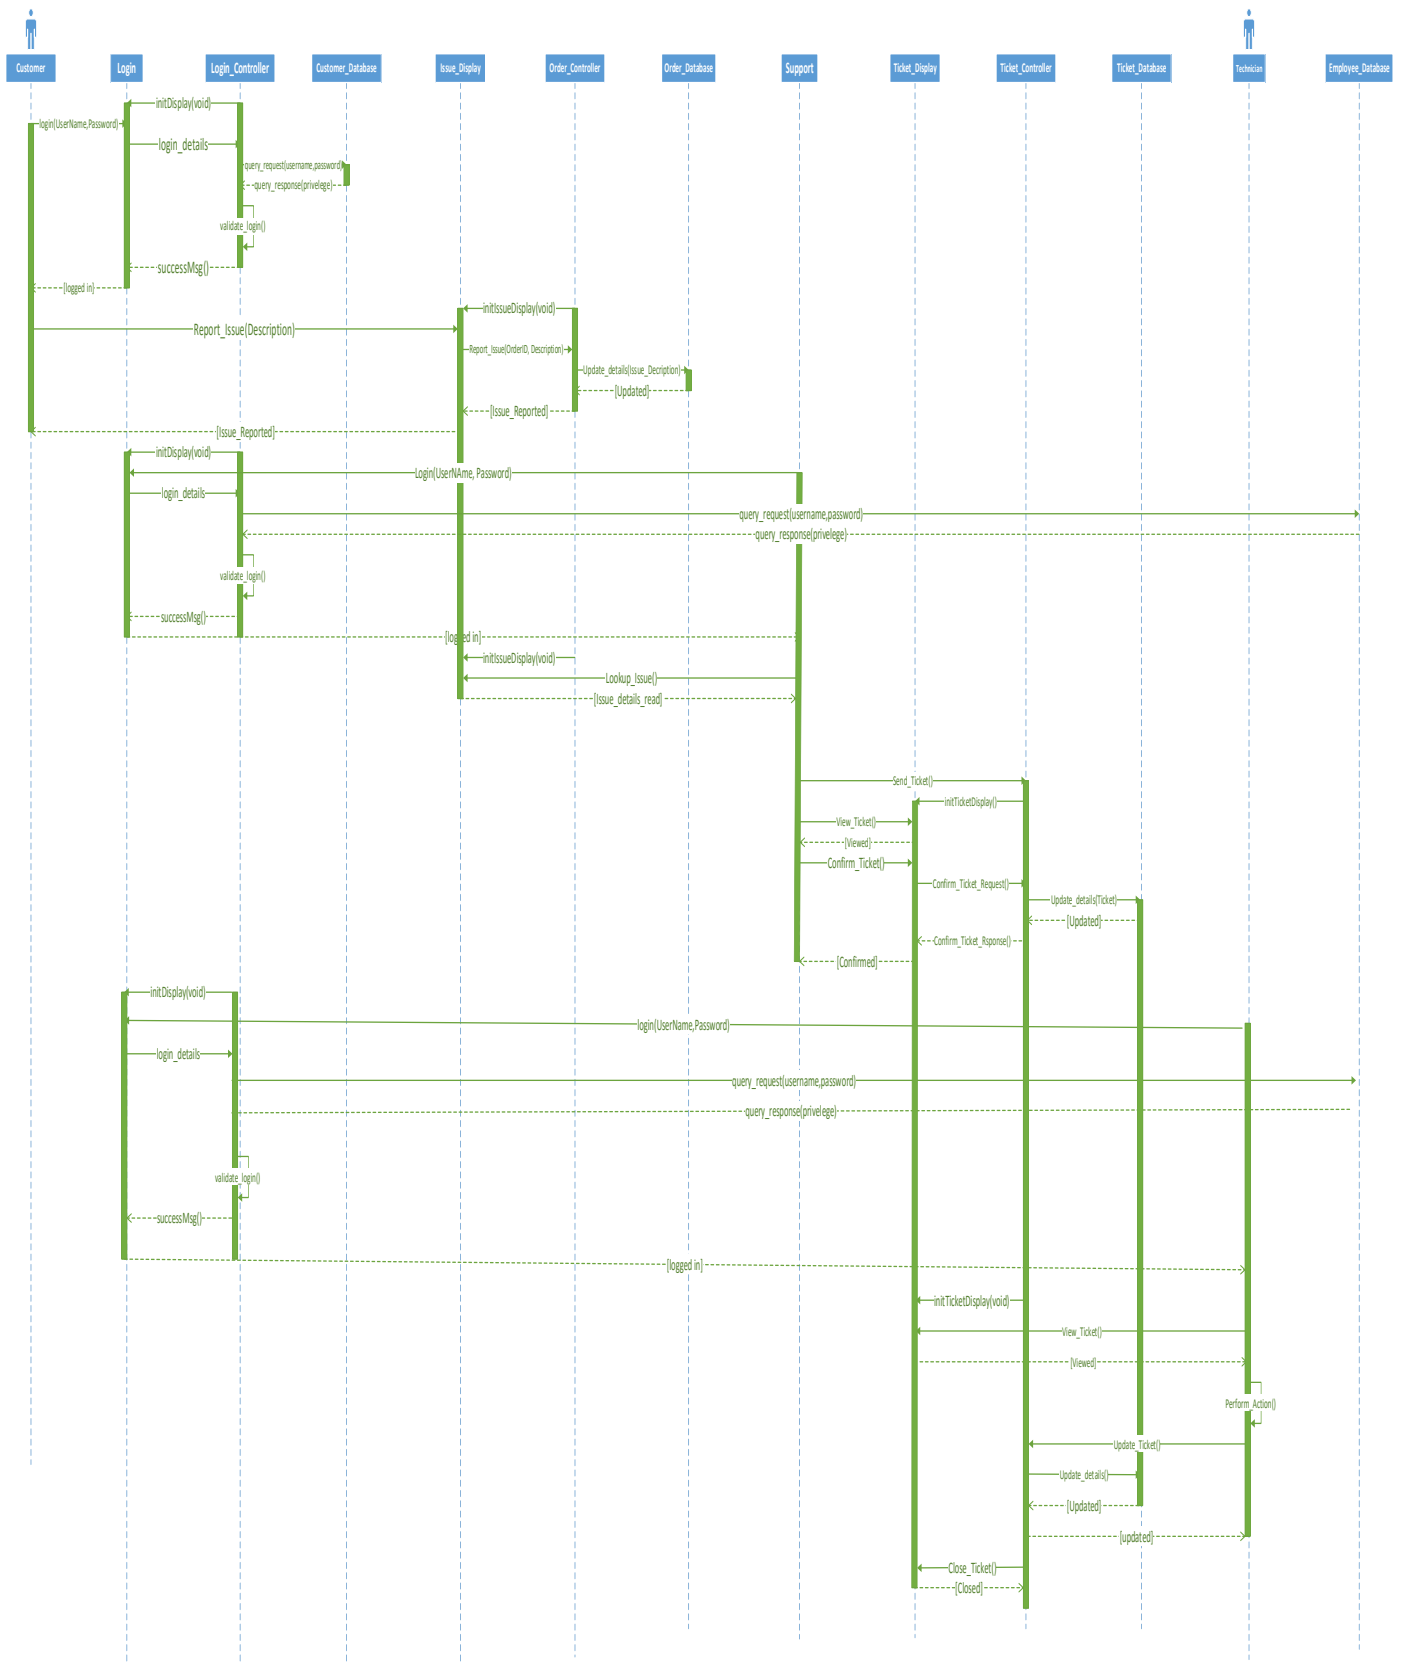 Customer
Login
Login_Controller
Customer_Database
Issue_Display
Order_Controller
Order_Database
Support
Ticket_Display
Ticket_Controller
Ticket_Database
Technician
Employee_Database
initDisplay(void)
login(UserName,Password)
login_details
query_request(username,password)
query_response(privelege)
validate_login()
successMsg()
[logged in]
initIssueDisplay(void)
Report_Issue(Description)
Report_Issue(OrderID, Description)
Update_details(Issue_Decription)
[Updated]
[Issue_Reported]
[Issue_Reported]
initDisplay(void)
Login(UserNAme, Password)
login_details
query_request(username,password)
query_response(privelege)
validate_login()
successMsg()
[logged in]
initIssueDisplay(void)
Lookup_Issue()
[Issue_details_read]
Send_Ticket()
initTicketDisplay()
View_Ticket()
[Viewed]
Confirm_Ticket()
Confirm_Ticket_Request()
Update_details(Ticket)
[Updated]
Confirm_Ticket_Rsponse()
[Confirmed]
initDisplay(void)
login(UserName,Password)
login_details
query_request(username,password)
query_response(privelege)
validate_login()
successMsg()
[logged in]
initTicketDisplay(void)
View_Ticket()
[Viewed]
Perform_Action()
Update_Ticket()
Update_details()
[Updated]
[updated]
Close_Ticket()
[Closed]